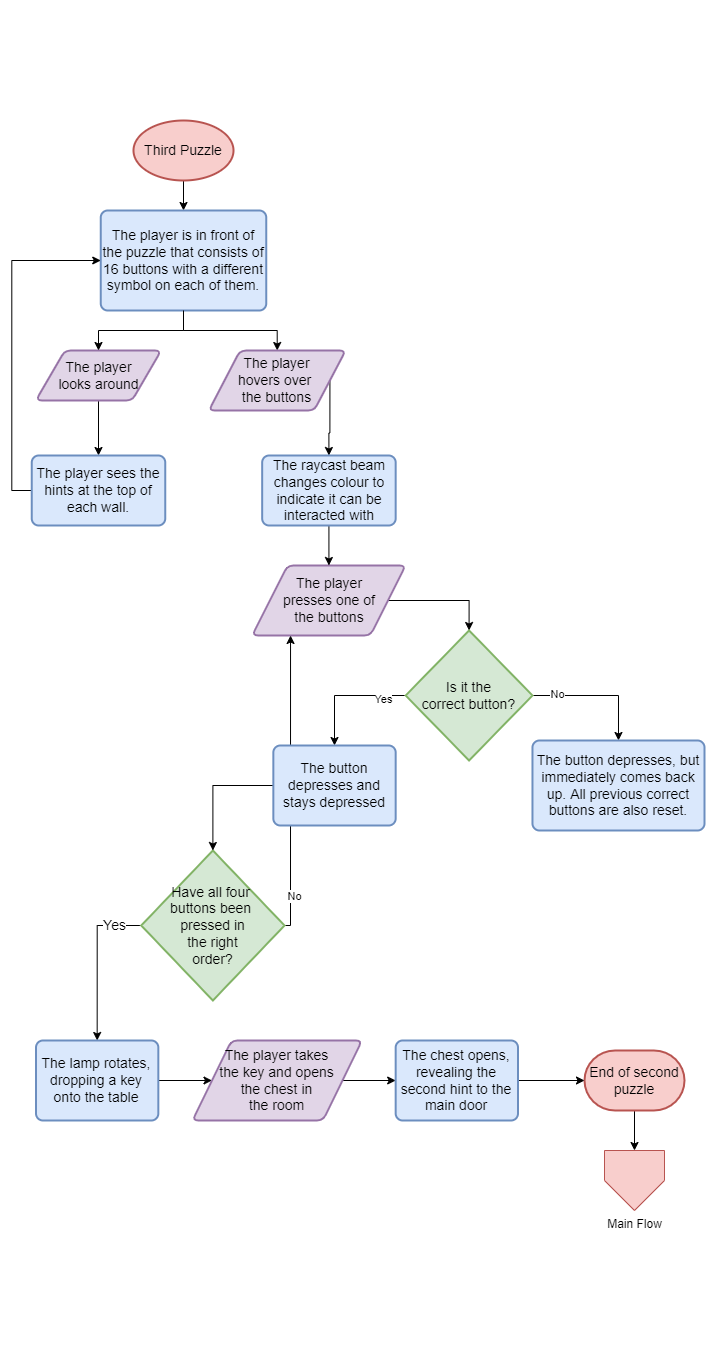 Third Puzzle
The player is in front of
the puzzle that consists of
16 buttons with a different
symbol on each of them.
The player
looks around
The player
hovers over
the buttons
The player sees the
hints at the top of
each wall.
The raycast beam
changes colour to
indicate it can be
interacted with
The player
presses one of
the buttons
Is it the
correct button?
Yes
No
The button
depresses and
stays depressed
The button depresses, but
immediately comes back
up. All previous correct
buttons are also reset.
Have all four
buttons been
pressed in
the right
order?
No
Yes
The lamp rotates,
dropping a key
onto the table
The player takes
the key and opens
the chest in
the room
The chest opens,
revealing the
second hint to the
main door
End of second
puzzle
Main Flow